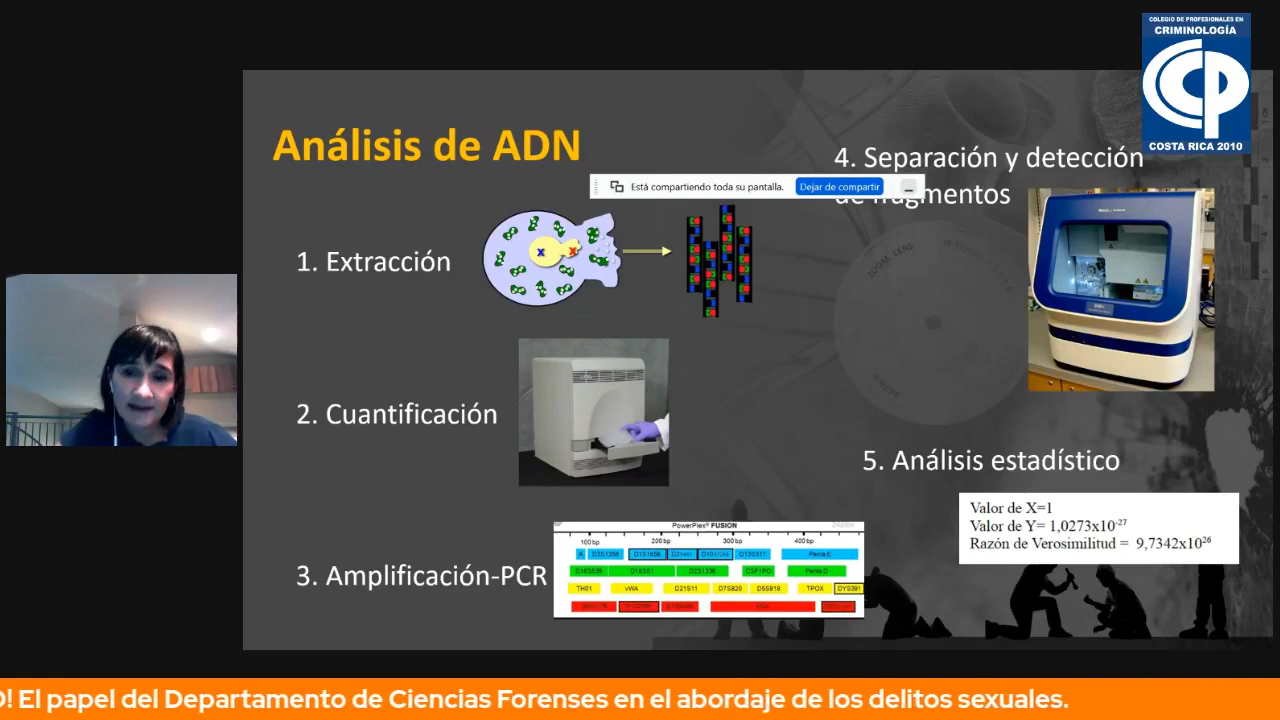 COLEGIO DE PROFESIONALES EN
CRIMINOLOGÍA
COSTA RICA 2010
Análisis de ADN
Está compartiendo toda su pantalla.
Dejar de compartir
1. Extracción
x
x
2. Cuantificación
3. Amplificación-PCR
PowerPlex® FUSION
100 bp 200 bp 300 bp 400 bp
A D3S1358 D1S1656 D13S317 Penta E
D16S539 D18S51 D2S1338 CSF1PO Penta D
TH01 vWA D21S11 D7S820 D5S818 TPOX DYS391
FGA
4. Separación y detección
de fragmentos
ZOOM LENS
5. Análisis estadístico
Valor de X=1
Valor de Y= 1,0273x10⁻²⁷
Razón de Verosimilitud = 9,7342x10²⁶
O! El papel del Departamento de Ciencias Forenses en el abordaje de los delitos sexuales.